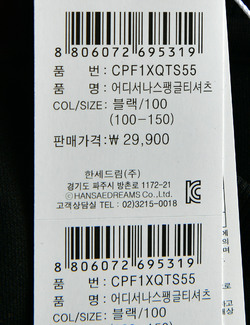 8 806072 695319
품 번: CPF1XQTS55
품 명: 어디서나스팽글티셔츠
COL/SIZE: 블랙/100
(100-150)
판매가격: ₩ 29,900
한세드림(주)
경기도 파주시 방촌로 1172-21
ⓒHANSAEDREAMS Co., Ltd.
고객상담실 TEL : 02)3215-0018
8 806072 695319
품 번: CPF1XQTS55
품 명: 어디서나스팽글티셔츠
COL/SIZE: 블랙/100
(100-150)